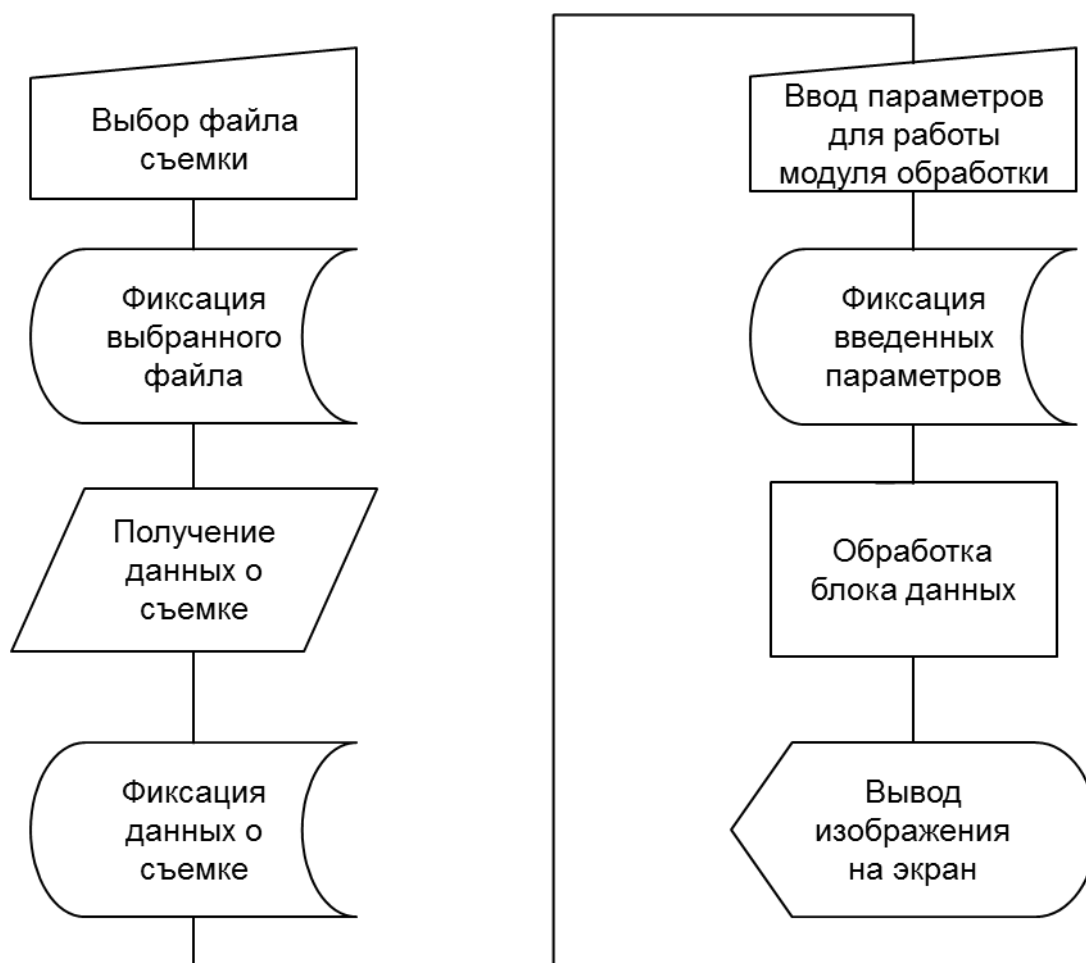 Выбор файла
съемки
Фиксация
выбранного
файла
Получение
данных о
съемке
Фиксация
данных о
съемке
Ввод параметров
для работы
модуля обработки
Фиксация
введенных
параметров
Обработка
блока данных
Вывод
изображения
на экран